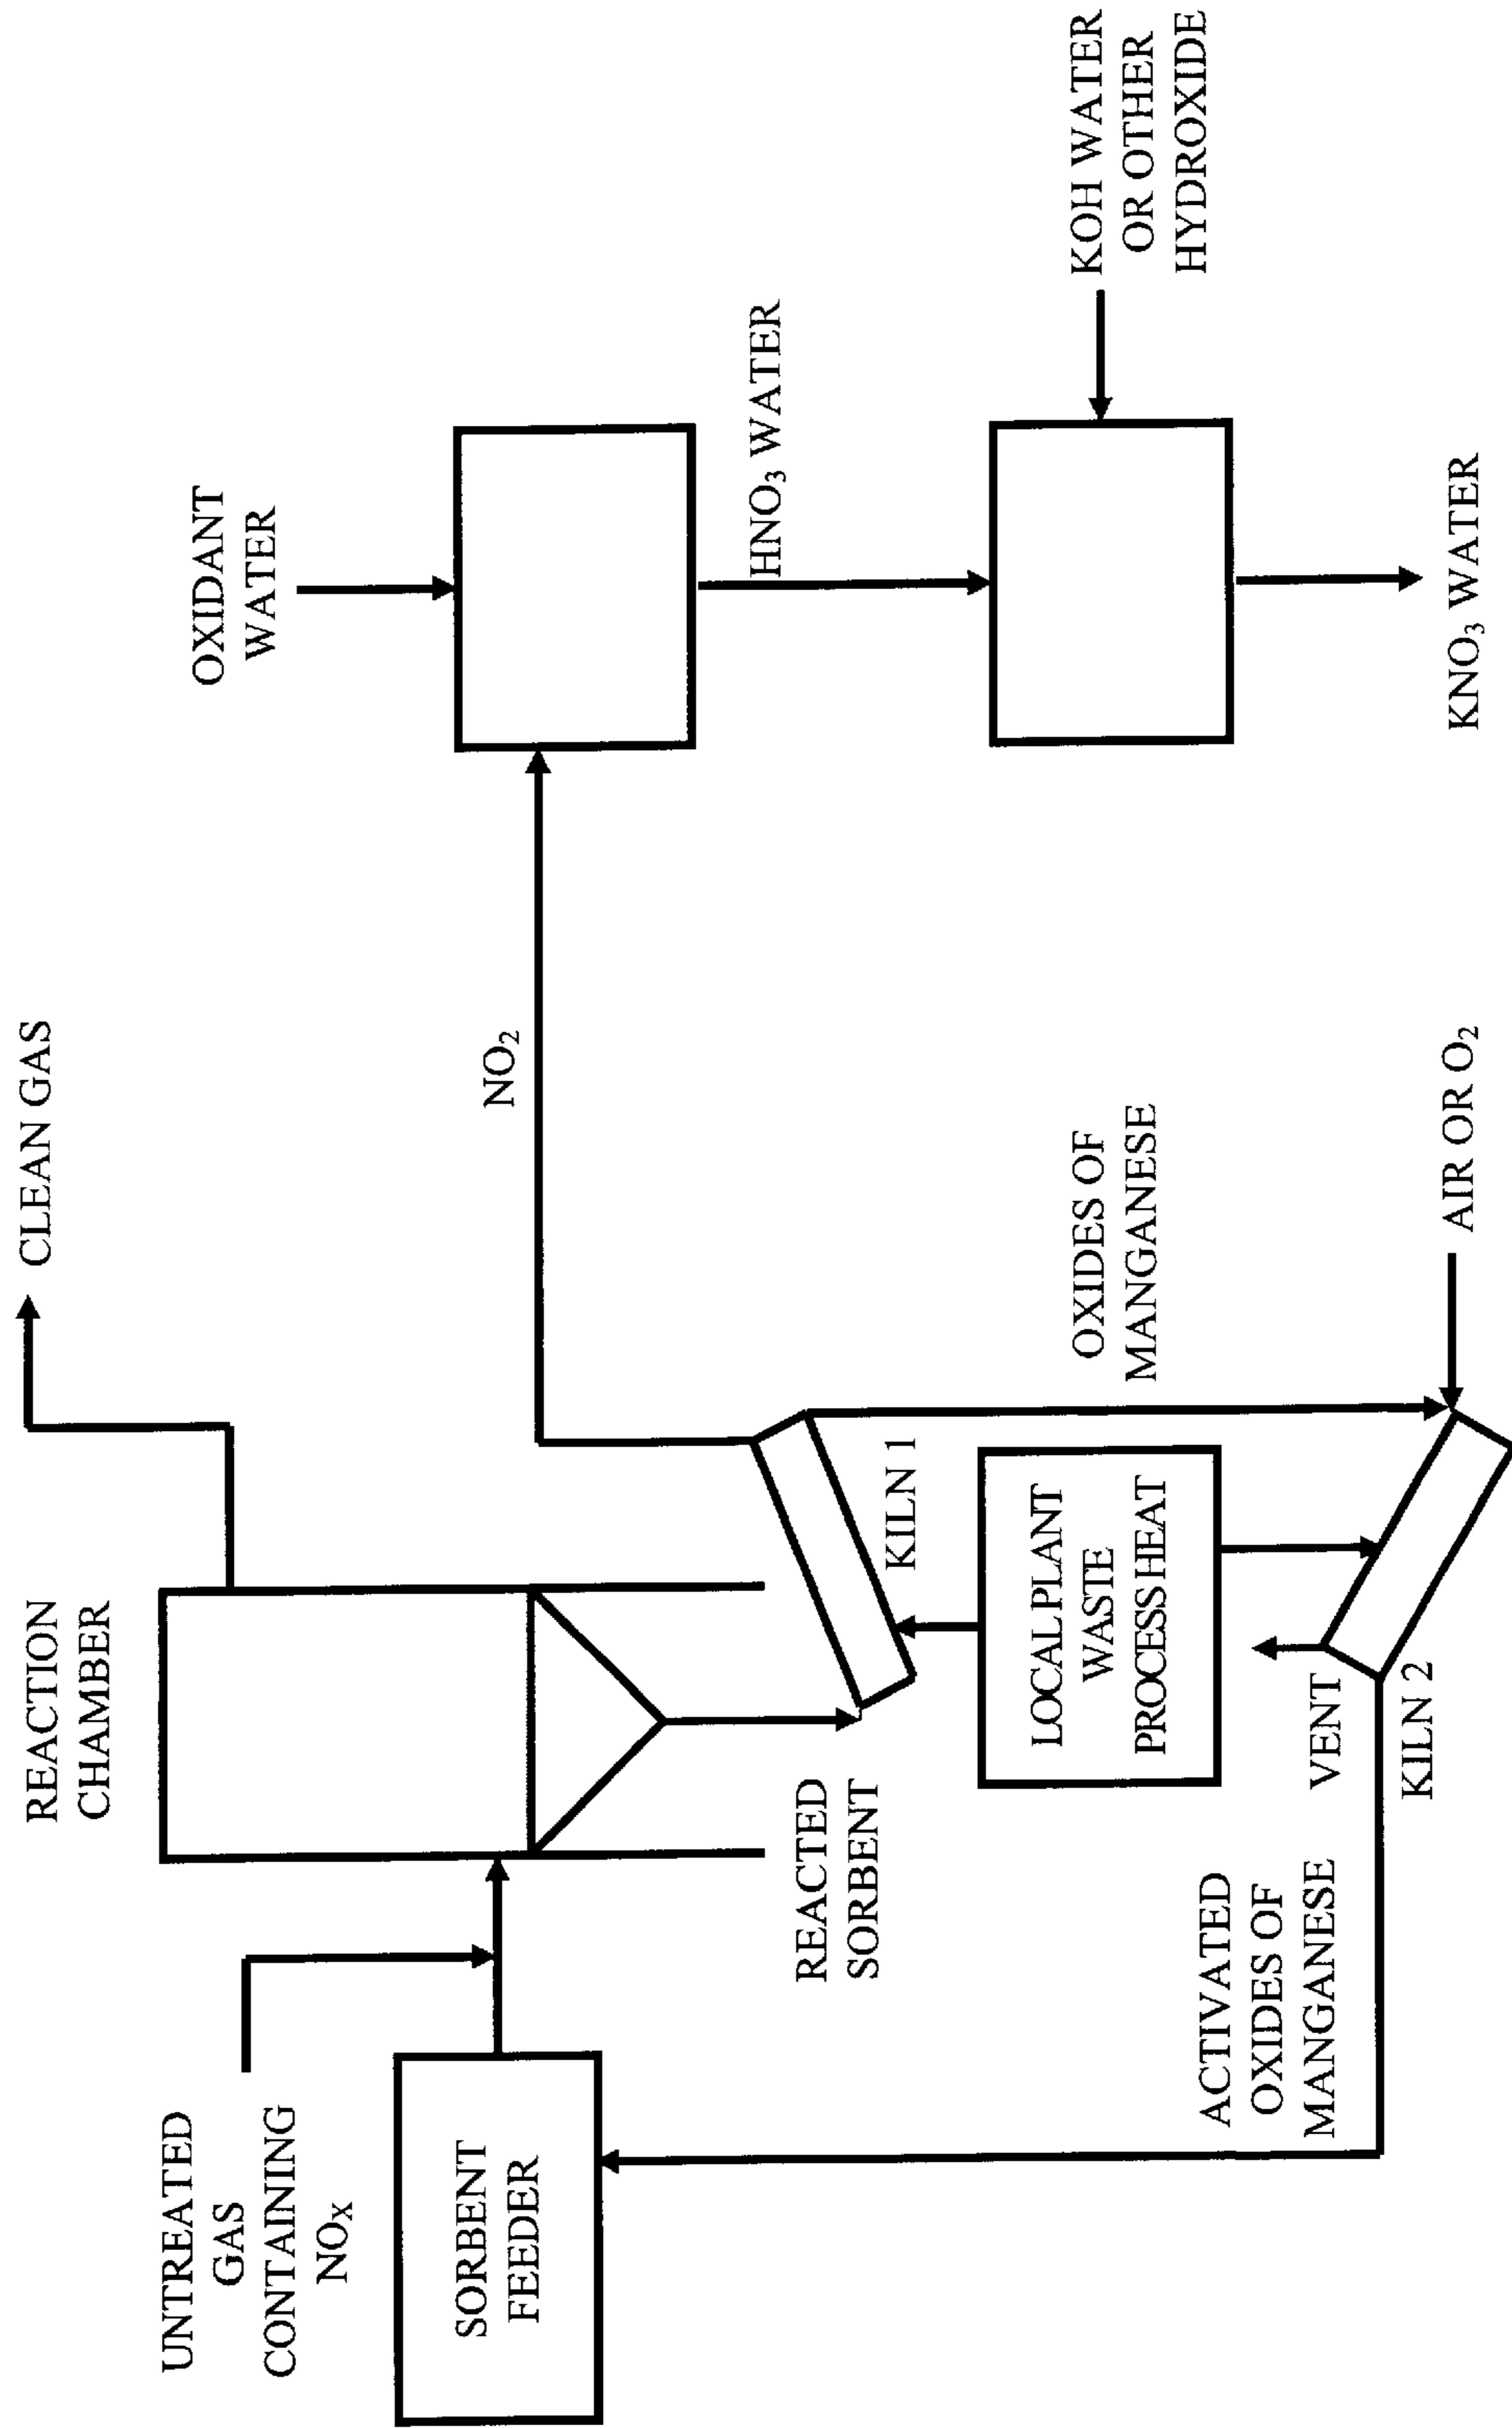 UNTREATED
GAS
CONTAINING
NOX
SORBENT
FEEDER
REACTION
CHAMBER
CLEAN GAS
REACTED
SORBENT
KILN 1
NO2
OXIDANT
WATER
HNO3 WATER
KOH WATER
OR OTHER
HYDROXIDE
KNO3 WATER
LOCAL PLANT
WASTE
PROCESS HEAT
OXIDES OF
MANGANESE
AIR OR O2
VENT
KILN 2
ACTIVATED
OXIDES OF
MANGANESE